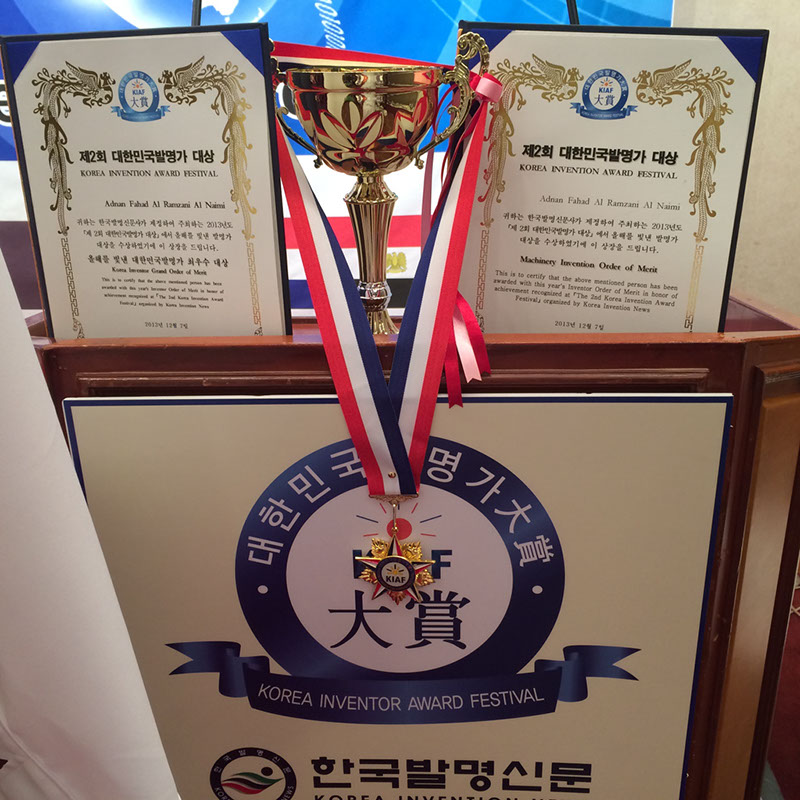 KIAF
大賞
제2회 대한민국발명가 대상
KOREA INVENTION AWARD FESTIVAL
Adnan Fahad Al Ramzani Al Naimi
귀하는 한국발명신문사가 제정하여 주최하는 2013년도
「제 2회 대한민국발명가 대상」에서 올해를 빛낸 발명가
대상을 수상하였기에 이 상장을 드립니다.
올해를 빛낸 대한민국발명가 최우수 대상
Korea Inventor Grand Order of Merit
This is to certify that the above mentioned person has been
awarded with this year's Inventor Order of Merit in honor of
achievement recognized at 『The 2nd Korea Invention Award
Festival』 organized by Korea Invention News
2013년 12월 7일
KIAF
大賞
제2회 대한민국발명가 대상
KOREA INVENTION AWARD FESTIVAL
Adnan Fahad Al Ramzani Al Naimi
귀하는 한국발명신문사가 제정하여 주최하는 2013년도
「제 2회 대한민국발명가 대상」에서 올해를 빛낸 발명가
대상을 수상하였기에 이 상장을 드립니다.
Machinery Invention Order of Merit
This is to certify that the above mentioned person has been
awarded with this year's Inventor Order of Merit in honor of
achievement recognized at 『The 2nd Korea Invention Award
Festival』 organized by Korea Invention News
2013년 12월 7일
대한민국 명가大賞
KIAF
大賞
KOREA INVENTOR AWARD FESTIVAL
한국발명신문
한국발명신문
KOREA INVENTION